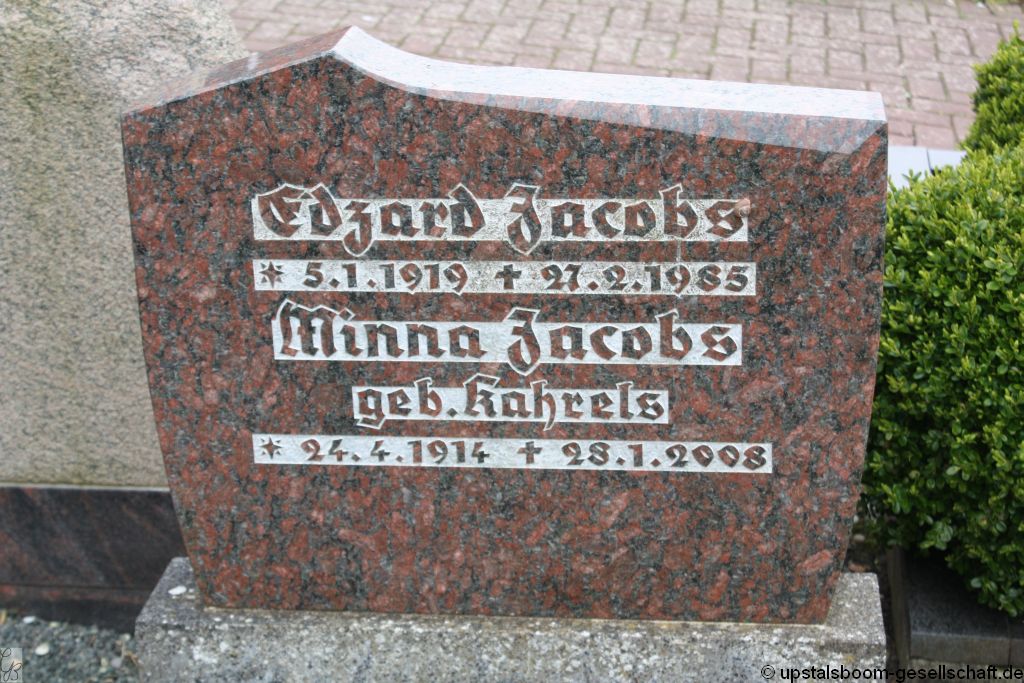 Edzard Jacobs
* 5.1.1919 † 27.2.1985
Minna Jacobs
geb. Kahrels
* 24.4.1914 † 28.1.2008
© upstalsboom-gesellschaft.de